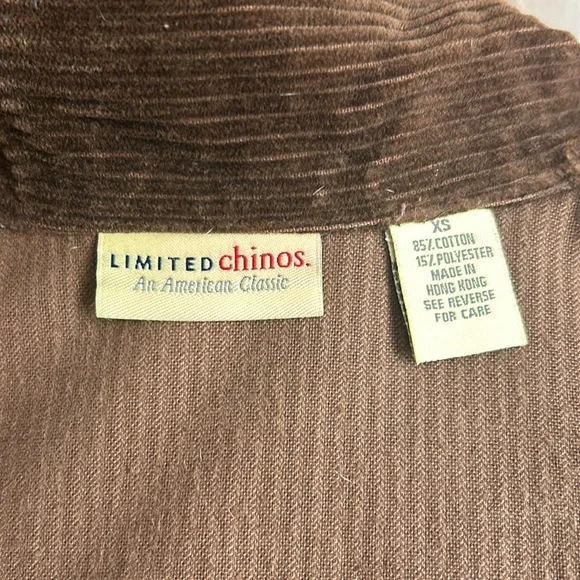 LIMITED chinos.
An American Classic
XS
85% COTTON
15% POLYESTER
MADE IN
HONG KONG
SEE REVERSE
FOR CARE